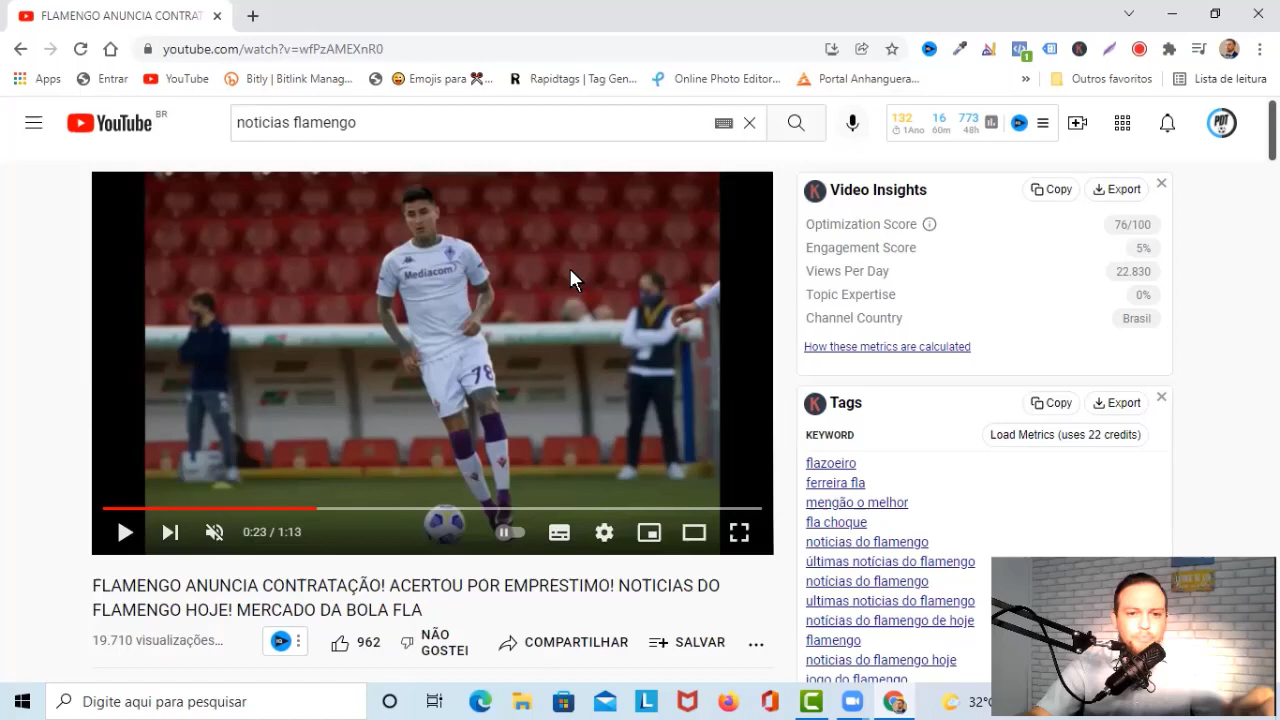 FLAMENGO ANUNCIA CONTRAT
youtube.com/watch?v=wfPzAMEXnR0
1
Apps
Entrar
YouTube
Bitly | Bitlink Manag...
Emojis para
Rapidtags | Tag Gen...
Online Photo Editor...
Portal Anhanguera...
»
Outros favoritos
Lista de leitura
YouTube BR
noticias flamengo
132 16 773
1Ano 60m 48h
PDT
Mediacom
78
0:23 / 1:13
FLAMENGO ANUNCIA CONTRATAÇÃO! ACERTOU POR EMPRESTIMO! NOTICIAS DO
FLAMENGO HOJE! MERCADO DA BOLA FLA
19.710 visualizações...
962
NÃO
GOSTEI
COMPARTILHAR
SALVAR
K Video Insights
Copy
Export
Optimization Score 76/100
Engagement Score 5%
Views Per Day 22.830
Topic Expertise 0%
Channel Country Brasil
How these metrics are calculated
K Tags
Copy
Export
KEYWORD
Load Metrics (uses 22 credits)
flazoeiro
ferreira fla
mengão o melhor
fla choque
noticias do flamengo
últimas notícias do flamengo
notícias do flamengo
ultimas noticias do flamengo
notícias do flamengo de hoje
flamengo
noticias do flamengo hoje
jogo do flamengo
Digite aqui para pesquisar
32°C